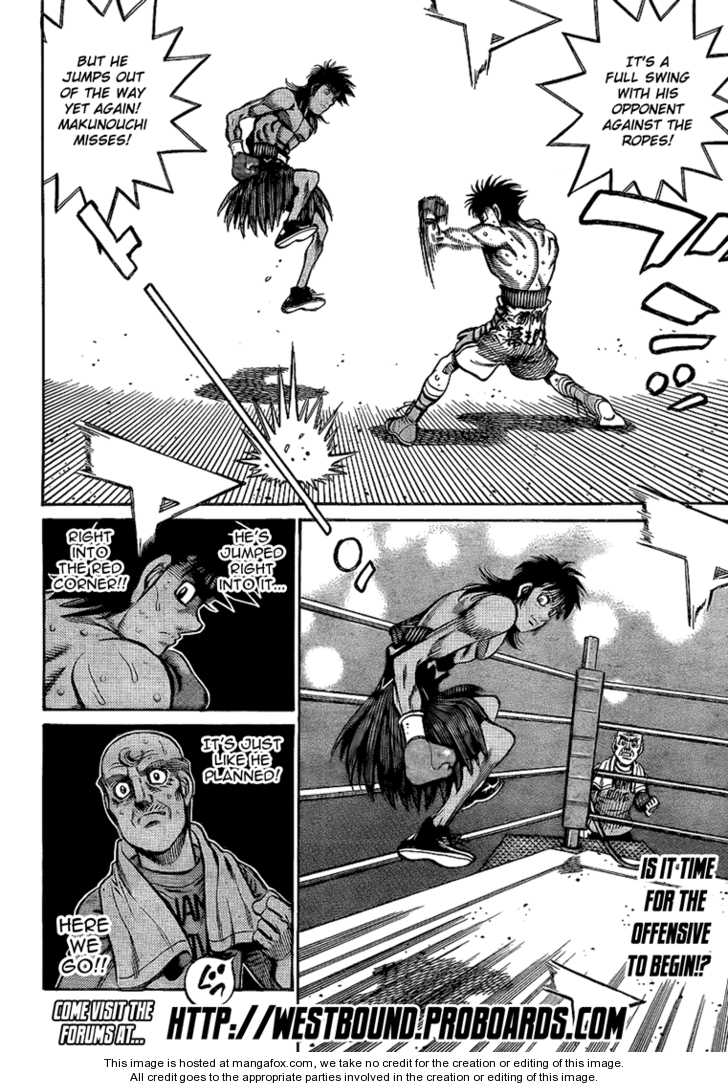 IT'S A
FULL SWING
WITH HIS
OPPONENT
AGAINST THE
ROPES!
BUT HE
JUMPS OUT
OF THE WAY
YET AGAIN!
MAKUNOUCHI
MISSES!
HE'S
JUMPED
RIGHT
INTO IT...
RIGHT
INTO
THE RED
CORNER!!
IT'S JUST
LIKE HE
PLANNED!
HERE
WE
GO!!
IS IT TIME
FOR THE
OFFENSIVE
TO BEGIN!?
COME VISIT THE
FORUMS AT...
HTTP://WESTBOUND.PROBOARDS.COM
This image is hosted at mangafox.com, we take no credit for the creation or editing of this image.
All credit goes to the appropriate parties involved in the creation or editing of this image.